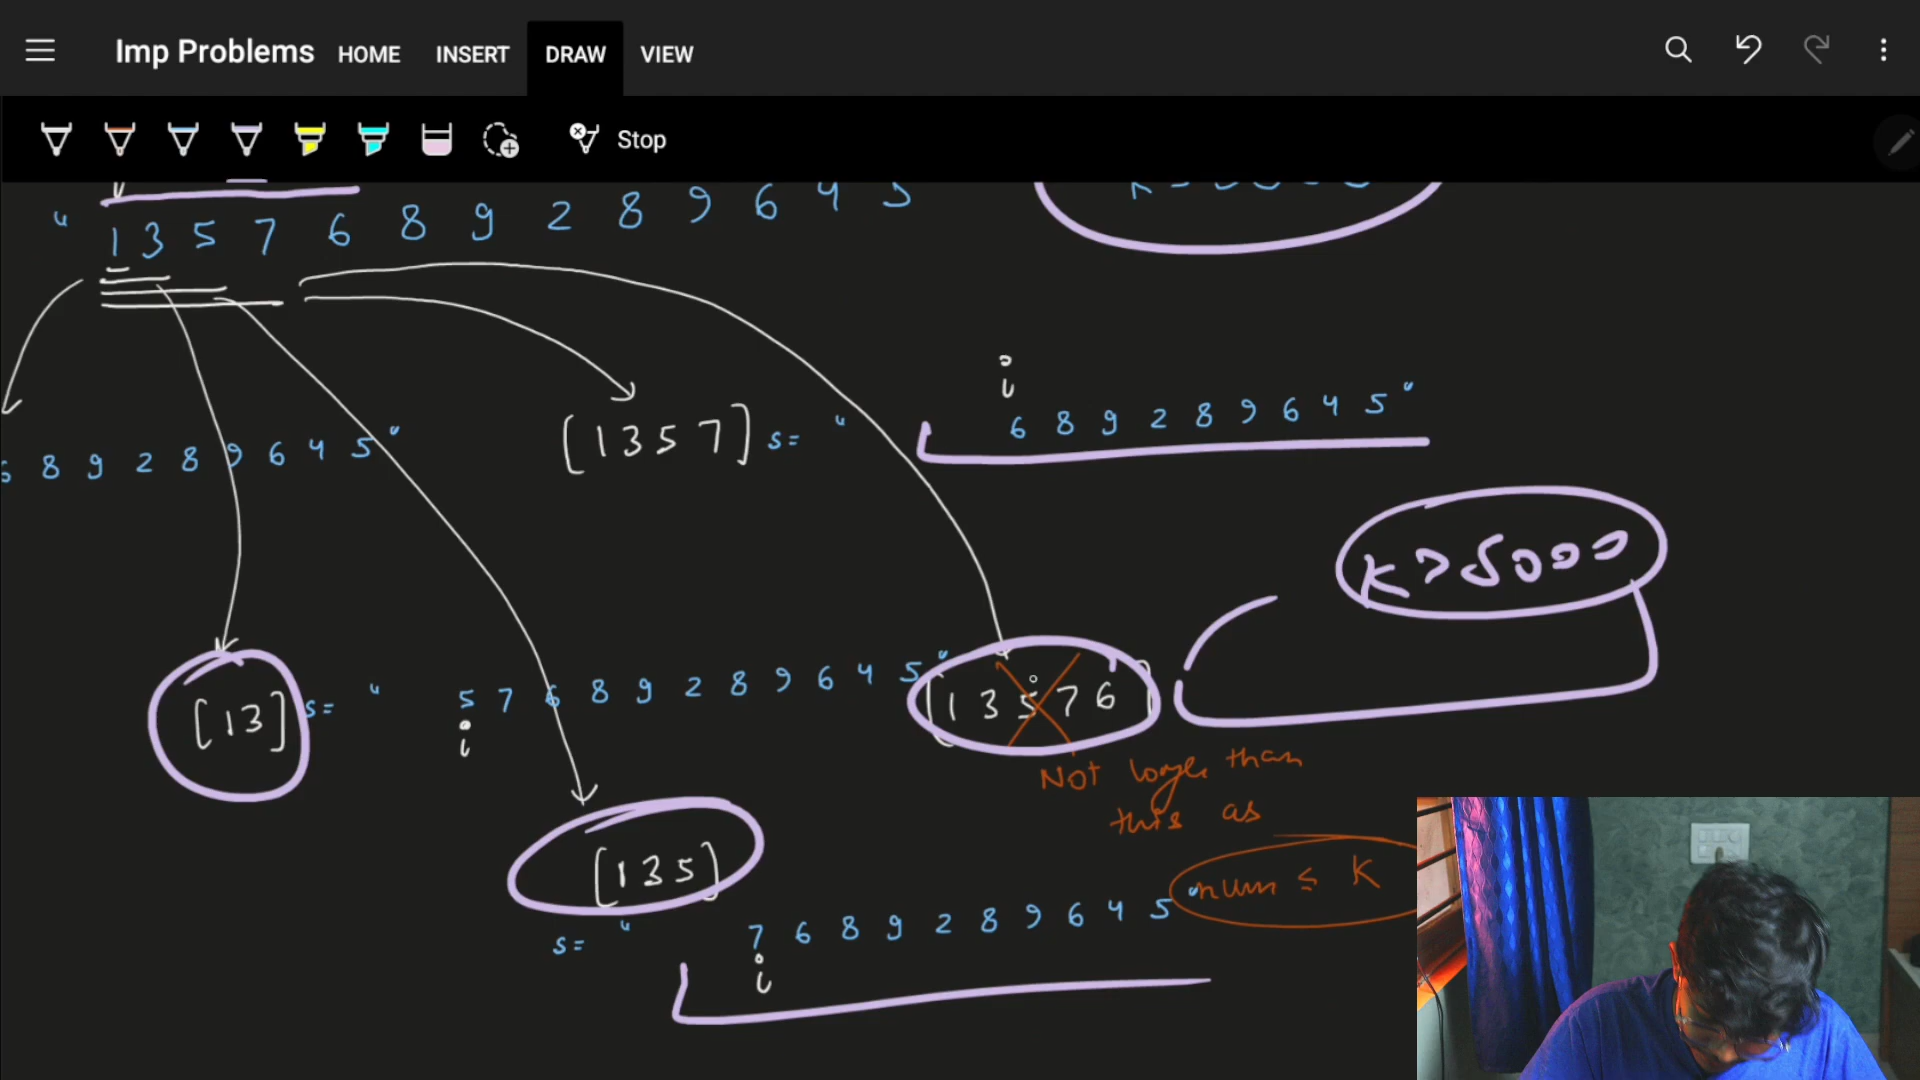 Imp Problems HOME INSERT DRAW VIEW
Stop
" 1 3 5 7 6 8 9 2 8 9 6 4 5
i
[1 3 5 7] s= " 6 8 9 2 8 9 6 4 5 "
8 9 2 8 9 6 4 5 "
K > 5000
[13] s= " 5 7 6 8 9 2 8 9 6 4 5 "
i
[1 3 5 7 6]
Not large than
this as
num ≤ K
[1 3 5]
s= " 7 6 8 9 2 8 9 6 4 5 "
i